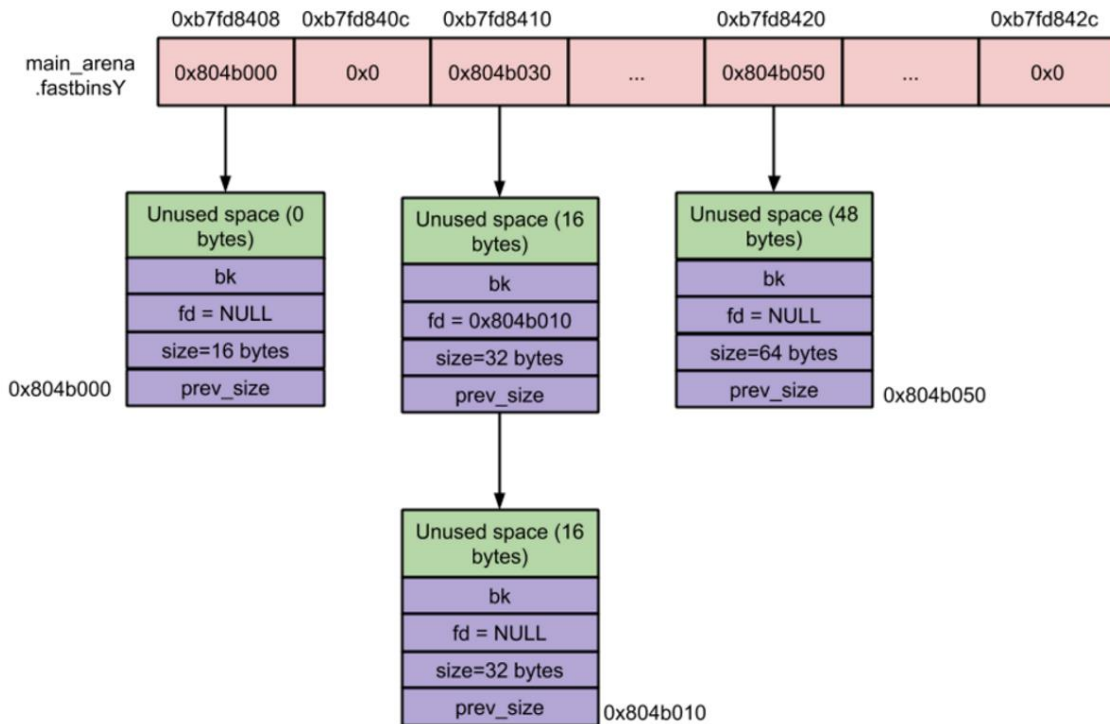 0xb7fd8408
0xb7fd840c
0xb7fd8410
0xb7fd8420
0xb7fd842c
main_arena
.fastbinsY
0x804b000
0x0
0x804b030
...
0x804b050
...
0x0
Unused space (0
bytes)
bk
fd = NULL
size=16 bytes
prev_size
0x804b000
Unused space (16
bytes)
bk
fd = 0x804b010
size=32 bytes
prev_size
Unused space (48
bytes)
bk
fd = NULL
size=64 bytes
prev_size
0x804b050
Unused space (16
bytes)
bk
fd = NULL
size=32 bytes
prev_size
0x804b010